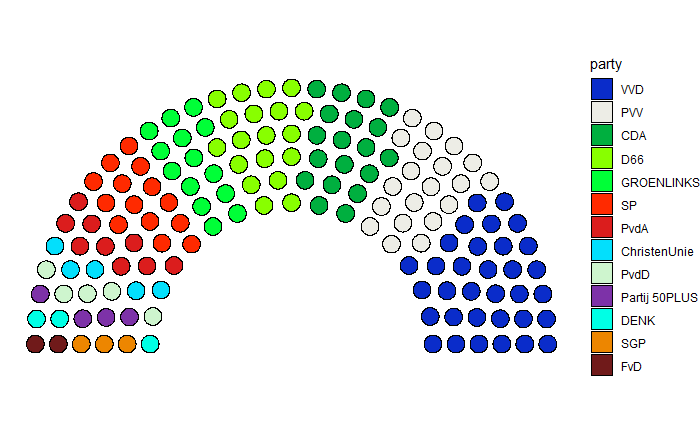 party
VVD
PVV
CDA
D66
GROENLINKS
SP
PvdA
ChristenUnie
PvdD
Partij 50PLUS
DENK
SGP
FvD